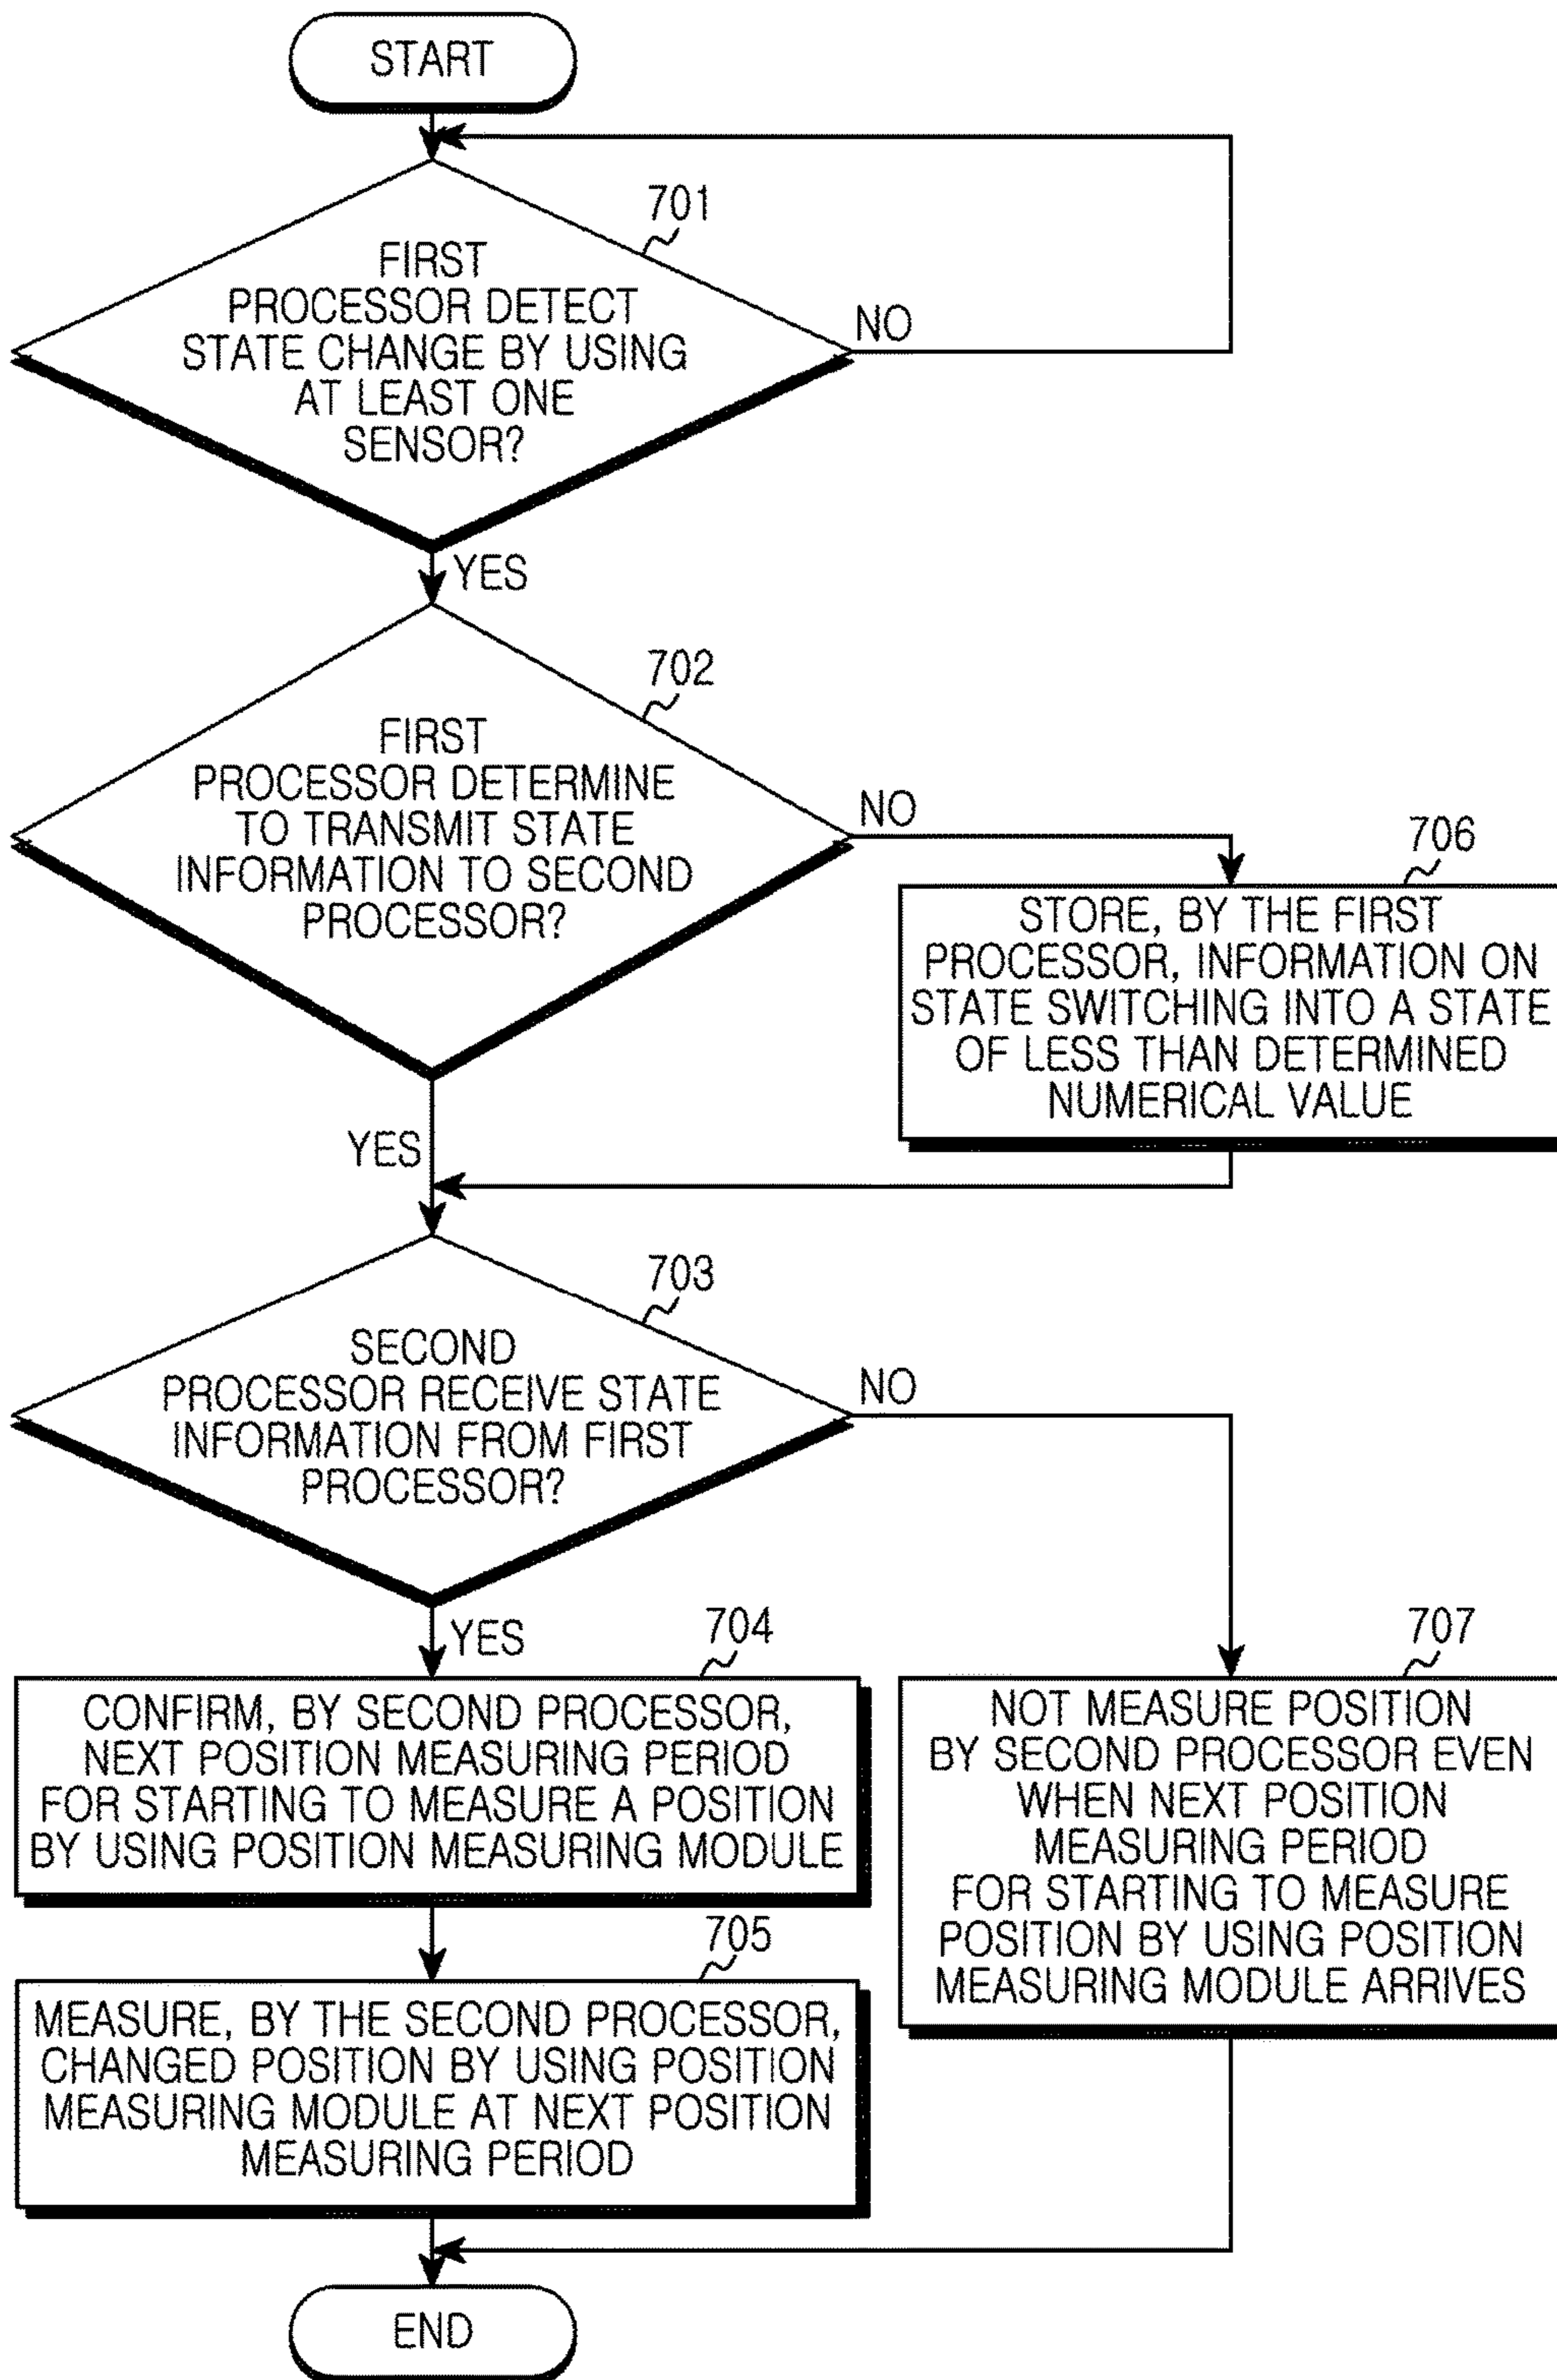 START
701
FIRST
PROCESSOR DETECT
STATE CHANGE BY USING
AT LEAST ONE
SENSOR?
NO
YES
702
FIRST
PROCESSOR DETERMINE
TO TRANSMIT STATE
INFORMATION TO SECOND
PROCESSOR?
NO
706
STORE, BY THE FIRST
PROCESSOR, INFORMATION ON
STATE SWITCHING INTO A STATE
OF LESS THAN DETERMINED
NUMERICAL VALUE
YES
703
SECOND
PROCESSOR RECEIVE STATE
INFORMATION FROM FIRST
PROCESSOR?
NO
YES
704
CONFIRM, BY SECOND PROCESSOR,
NEXT POSITION MEASURING PERIOD
FOR STARTING TO MEASURE A POSITION
BY USING POSITION MEASURING MODULE
707
NOT MEASURE POSITION
BY SECOND PROCESSOR EVEN
WHEN NEXT POSITION
MEASURING PERIOD
FOR STARTING TO MEASURE
POSITION BY USING POSITION
MEASURING MODULE ARRIVES
705
MEASURE, BY THE SECOND PROCESSOR,
CHANGED POSITION BY USING POSITION
MEASURING MODULE AT NEXT POSITION
MEASURING PERIOD
END